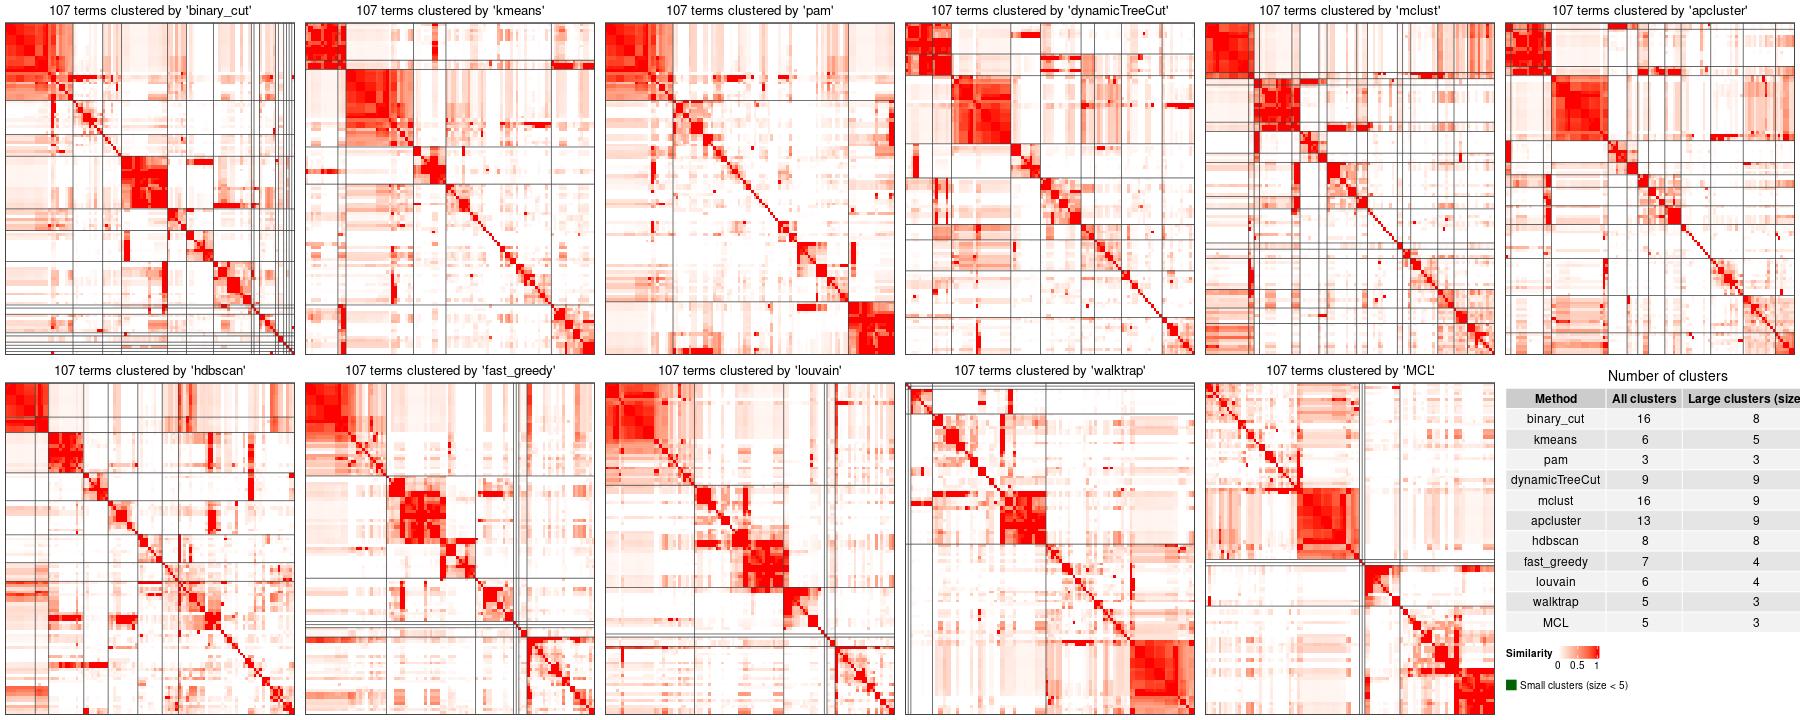 107 terms clustered by 'binary_cut'
107 terms clustered by 'kmeans'
107 terms clustered by 'pam'
107 terms clustered by 'dynamicTreeCut'
107 terms clustered by 'mclust'
107 terms clustered by 'apcluster'
107 terms clustered by 'hdbscan'
107 terms clustered by 'fast_greedy'
107 terms clustered by 'louvain'
107 terms clustered by 'walktrap'
107 terms clustered by 'MCL'
Number of clusters
Method All clusters Large clusters (size
binary_cut 16 8
kmeans 6 5
pam 3 3
dynamicTreeCut 9 9
mclust 16 9
apcluster 13 9
hdbscan 8 8
fast_greedy 7 4
louvain 6 4
walktrap 5 3
MCL 5 3
Similarity
0 0.5 1
Small clusters (size < 5)